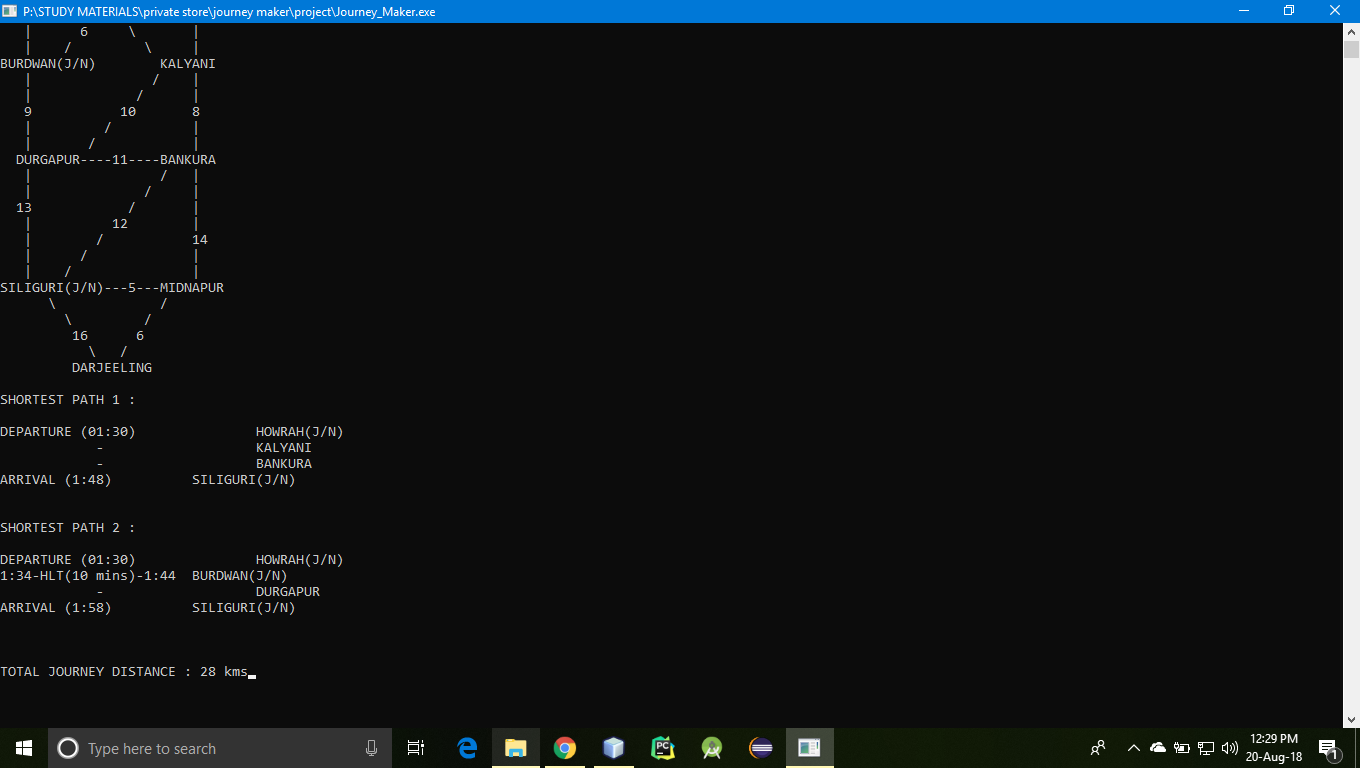 P:\STUDY MATERIALS\private store\journey maker\project\Journey_Maker.exe
|      6     \       |
|    /         \     |
BURDWAN(J/N)        KALYANI
|               /    |
|             /      |
9           10       8
|         /          |
|       /            |
DURGAPUR----11----BANKURA
|                /   |
|              /     |
13            /       |
|          12        |
|        /           14
|      /             |
|    /               |
SILIGURI(J/N)---5---MIDNAPUR
\             /
\         /
16      6
\   /
DARJEELING
SHORTEST PATH 1 :
DEPARTURE (01:30)               HOWRAH(J/N)
-                   KALYANI
-                   BANKURA
ARRIVAL (1:48)          SILIGURI(J/N)
SHORTEST PATH 2 :
DEPARTURE (01:30)               HOWRAH(J/N)
1:34-HLT(10 mins)-1:44  BURDWAN(J/N)
-                   DURGAPUR
ARRIVAL (1:58)          SILIGURI(J/N)
TOTAL JOURNEY DISTANCE : 28 kms
Type here to search
PC
12:29 PM
20-Aug-18
1